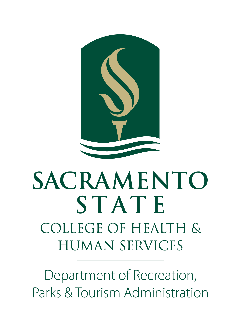 SACRAMENTO
STATE
COLLEGE OF HEALTH &
HUMAN SERVICES
Department of Recreation,
Parks & Tourism Administration